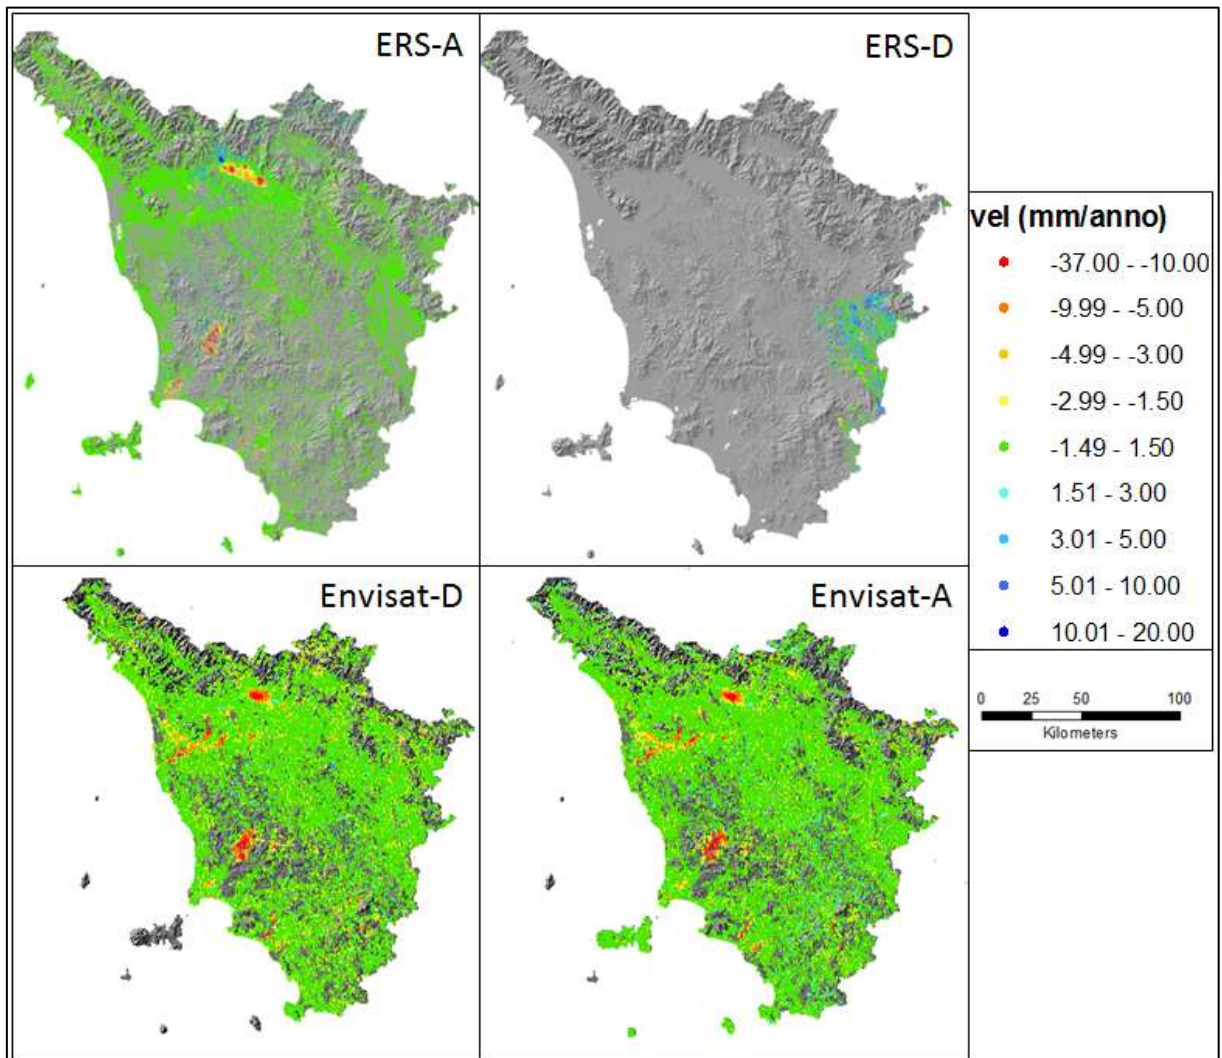 ERS-A
ERS-D
vel (mm/anno)
-37.00 - -10.00
-9.99 - -5.00
-4.99 - -3.00
-2.99 - -1.50
-1.49 - 1.50
1.51 - 3.00
3.01 - 5.00
5.01 - 10.00
10.01 - 20.00
Envisat-D
Envisat-A
0 25 50 100
Kilometers